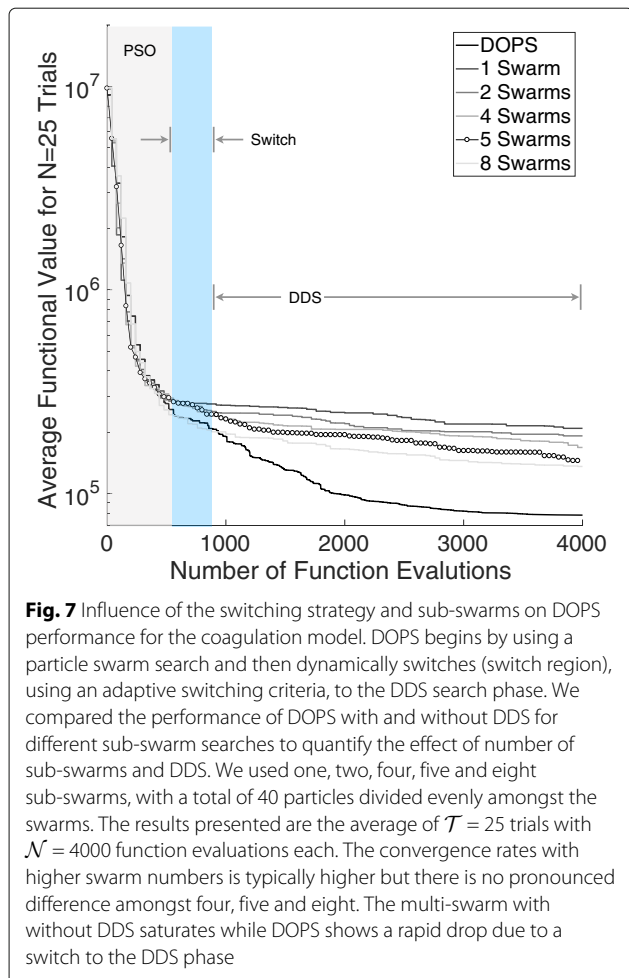 PSO
DOPS
1 Swarm
2 Swarms
4 Swarms
5 Swarms
8 Swarms
Switch
DDS
10^7
10^6
10^5
Average Functional Value for N=25 Trials
0
1000
2000
3000
4000
Number of Function Evalutions
Fig. 7 Influence of the switching strategy and sub-swarms on DOPS
performance for the coagulation model. DOPS begins by using a
particle swarm search and then dynamically switches (switch region),
using an adaptive switching criteria, to the DDS search phase. We
compared the performance of DOPS with and without DDS for
different sub-swarm searches to quantify the effect of number of
sub-swarms and DDS. We used one, two, four, five and eight
sub-swarms, with a total of 40 particles divided evenly amongst the
swarms. The results presented are the average of 𝒯 = 25 trials with
𝒩 = 4000 function evaluations each. The convergence rates with
higher swarm numbers is typically higher but there is no pronounced
difference amongst four, five and eight. The multi-swarm with
without DDS saturates while DOPS shows a rapid drop due to a
switch to the DDS phase